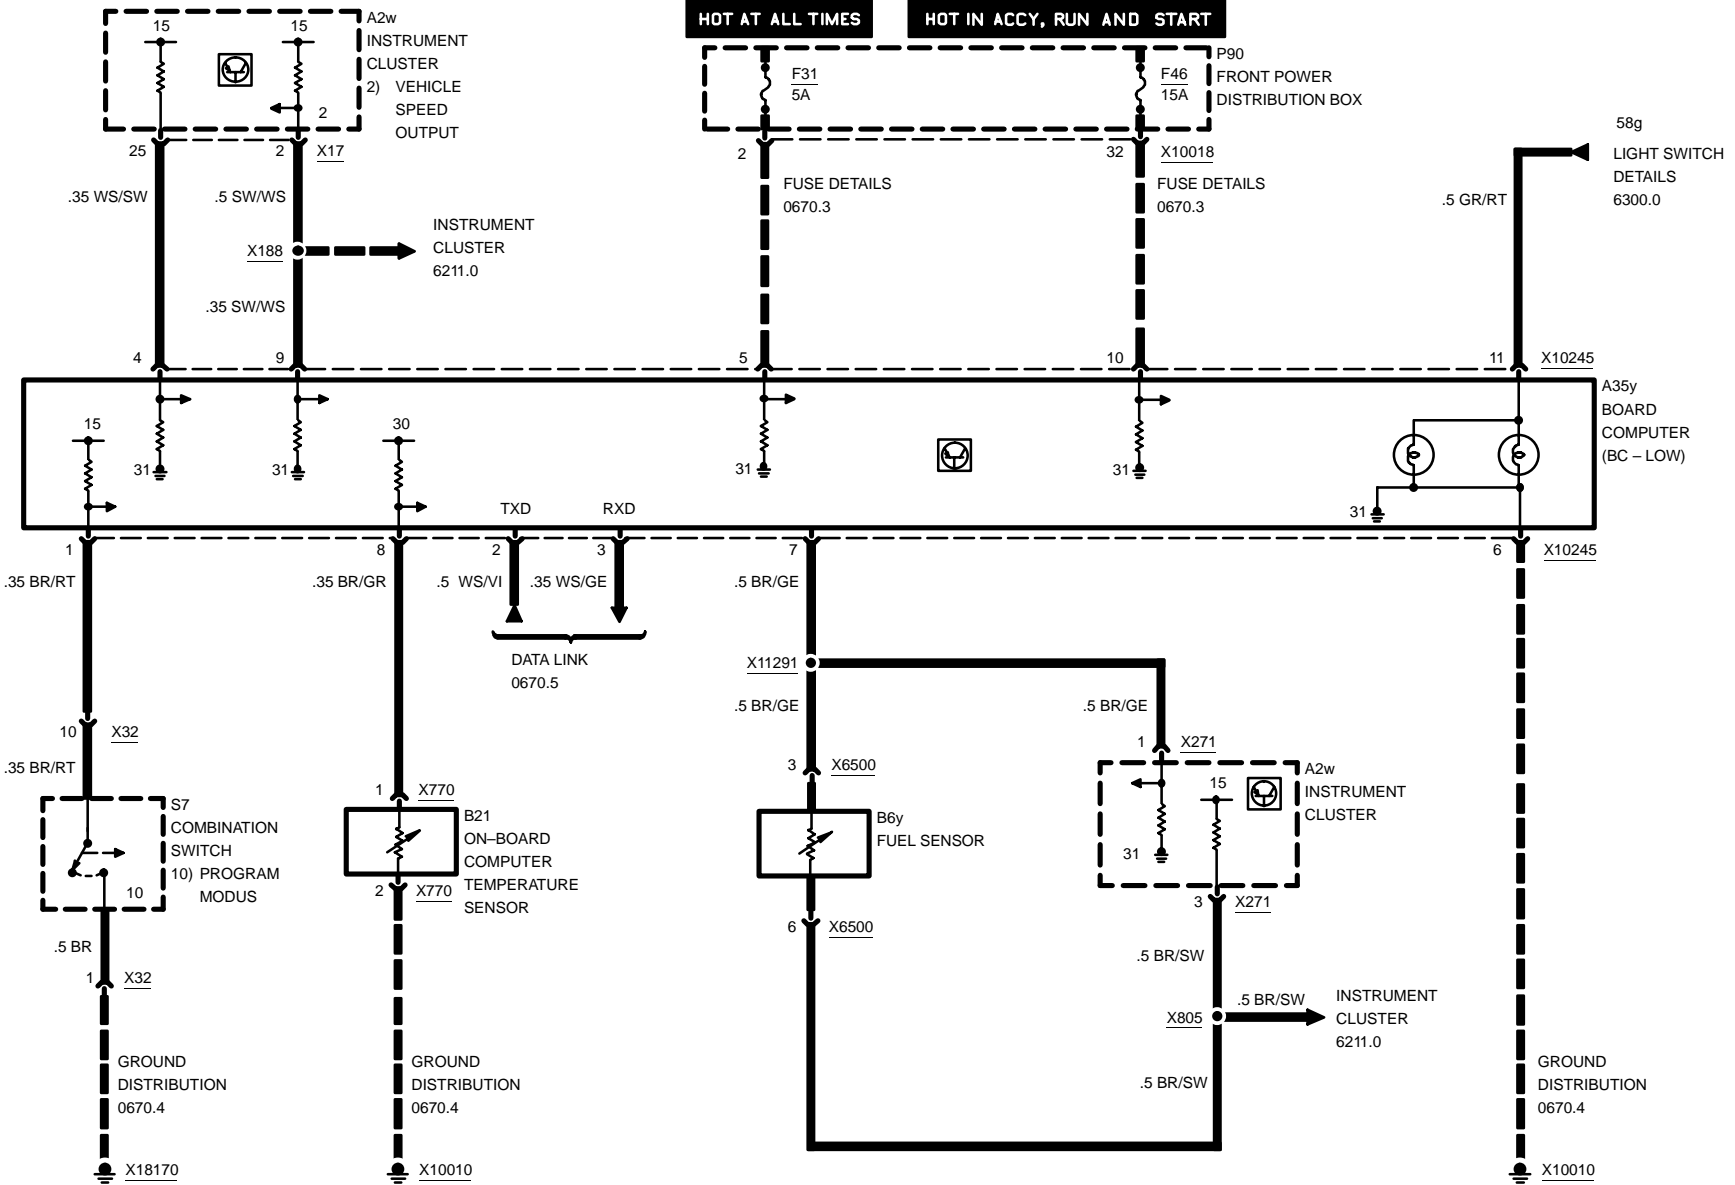 HOT AT ALL TIMES
HOT IN ACCY, RUN AND START
15
15
A2w
INSTRUMENT
CLUSTER
2) VEHICLE
SPEED
OUTPUT
2
F31
5A
F46
15A
P90
FRONT POWER
DISTRIBUTION BOX
25
2
X17
2
32
X10018
58g
LIGHT SWITCH
DETAILS
6300.0
.35 WS/SW
.5 SW/WS
FUSE DETAILS
0670.3
FUSE DETAILS
0670.3
.5 GR/RT
X188
INSTRUMENT
CLUSTER
6211.0
.35 SW/WS
4
9
5
10
11
X10245
A35y
BOARD
COMPUTER
(BC – LOW)
15
31
31
30
31
31
31
TXD
RXD
1
8
2
3
7
6
X10245
.35 BR/RT
.35 BR/GR
.5 WS/VI
.35 WS/GE
.5 BR/GE
DATA LINK
0670.5
X11291
.5 BR/GE
.5 BR/GE
10
X32
.35 BR/RT
1
X271
3
X6500
1
X770
S7
COMBINATION
SWITCH
10) PROGRAM
MODUS
10
B21
ON–BOARD
COMPUTER
TEMPERATURE
SENSOR
B6y
FUEL SENSOR
15
31
A2w
INSTRUMENT
CLUSTER
2
X770
3
X271
6
X6500
.5 BR
.5 BR/SW
1
X32
X805
.5 BR/SW
INSTRUMENT
CLUSTER
6211.0
.5 BR/SW
GROUND
DISTRIBUTION
0670.4
GROUND
DISTRIBUTION
0670.4
GROUND
DISTRIBUTION
0670.4
X18170
X10010
X10010